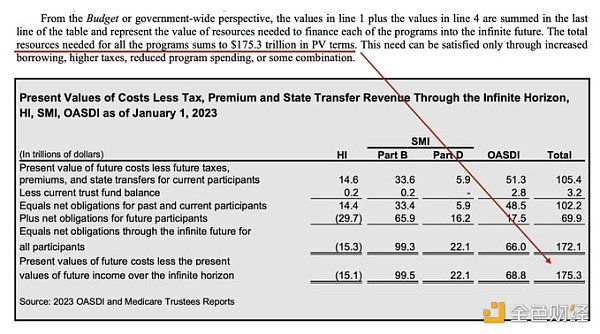 From the Budget or government-wide perspective, the values in line 1 plus the values in line 4 are summed in the last
line of the table and represent the value of resources needed to finance each of the programs into the infinite future. The total
resources needed for all the programs sums to $175.3 trillion in PV terms. This need can be satisfied only through increased
borrowing, higher taxes, reduced program spending, or some combination.
Present Values of Costs Less Tax, Premium and State Transfer Revenue Through the Infinite Horizon,
HI, SMI, OASDI as of January 1, 2023
SMI
(In trillions of dollars) HI Part B Part D OASDI Total
Present value of future costs less future taxes,
premiums, and state transfers for current participants 14.6 33.6 5.9 51.3 105.4
Less current trust fund balance 0.2 0.2 - 2.8 3.2
Equals net obligations for past and current participants 14.4 33.4 5.9 48.5 102.2
Plus net obligations for future participants (29.7) 65.9 16.2 17.5 69.9
Equals net obligations through the infinite future for
all participants (15.3) 99.3 22.1 66.0 172.1
Present values of future costs less the present
values of future income over the infinite horizon (15.1) 99.5 22.1 68.8 175.3
Source: 2023 OASDI and Medicare Trustees Reports
金色财经